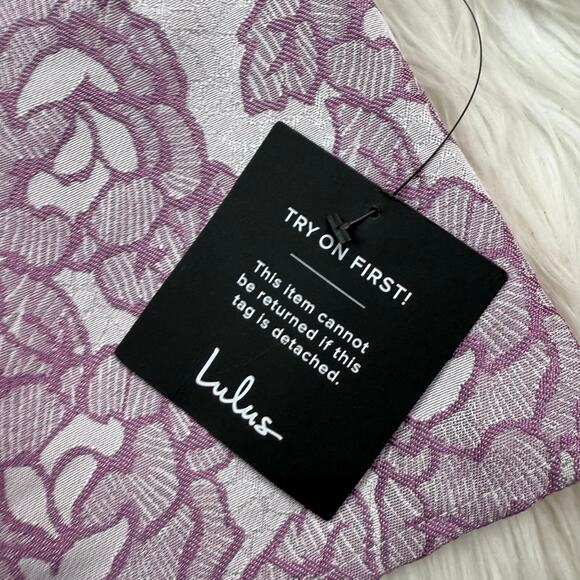 TRY ON FIRST!
This item cannot
be returned if this
tag is detached.
Lulus